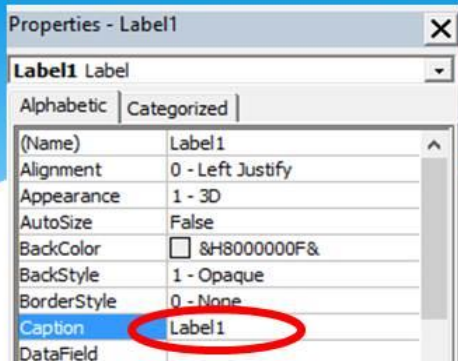 Properties - Label1
Label1 Label
Alphabetic Categorized
(Name) Label1
Alignment 0 - Left Justify
Appearance 1 - 3D
AutoSize False
BackColor &H8000000F&
BackStyle 1 - Opaque
BorderStyle 0 - None
Caption Label1
DataField